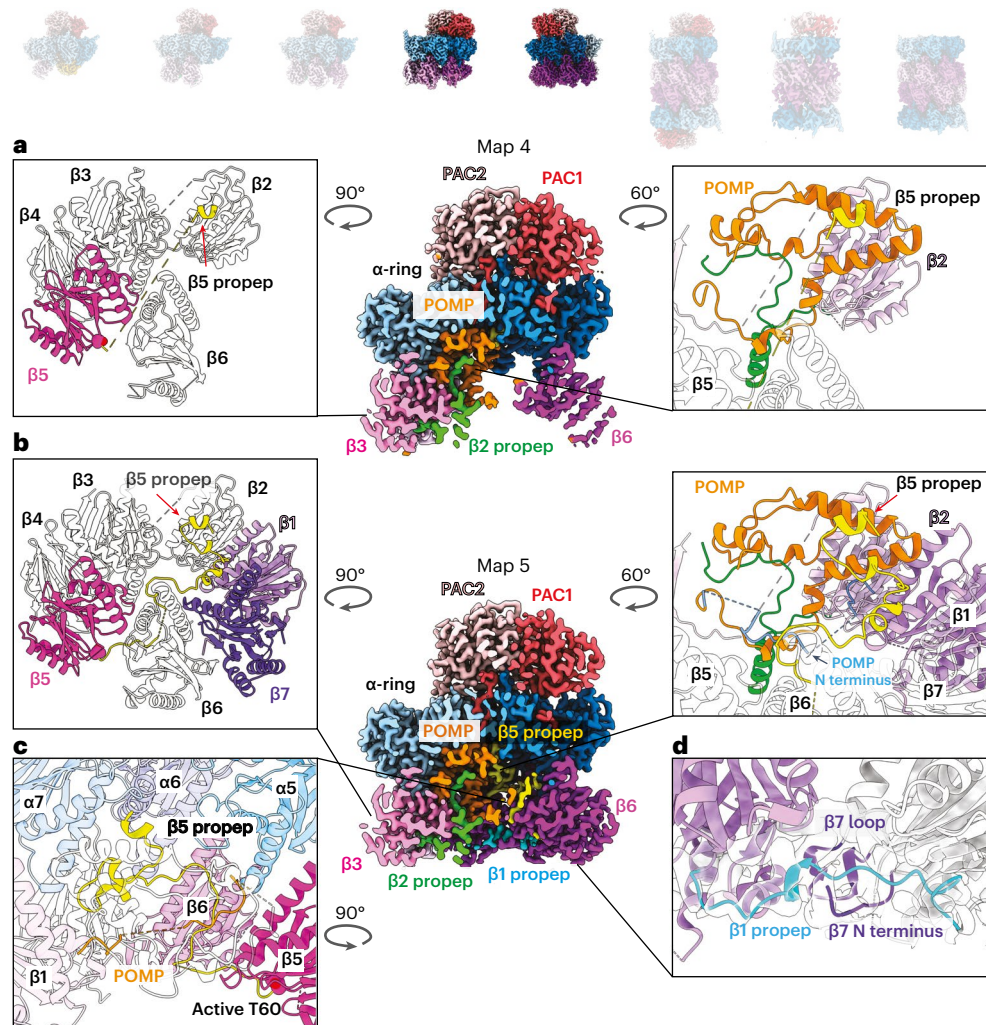 a
Map 4
β3
β2
β4
β5 propep
β5
β6
90°
PAC2
PAC1
α-ring
POMP
β3
β2 propep
β6
60°
POMP
β5 propep
β2
β5
b
β3
β5 propep
β2
β4
β1
β5
β6
β7
90°
Map 5
PAC2
PAC1
α-ring
POMP
β5 propep
β6
β3
β2 propep
β1 propep
60°
POMP
β5 propep
β2
β1
POMP
N terminus
β5
β6
β7
c
α7
α6
α5
β5 propep
β6
β1
POMP
β5
Active T60
90°
d
β7 loop
β1 propep
β7 N terminus